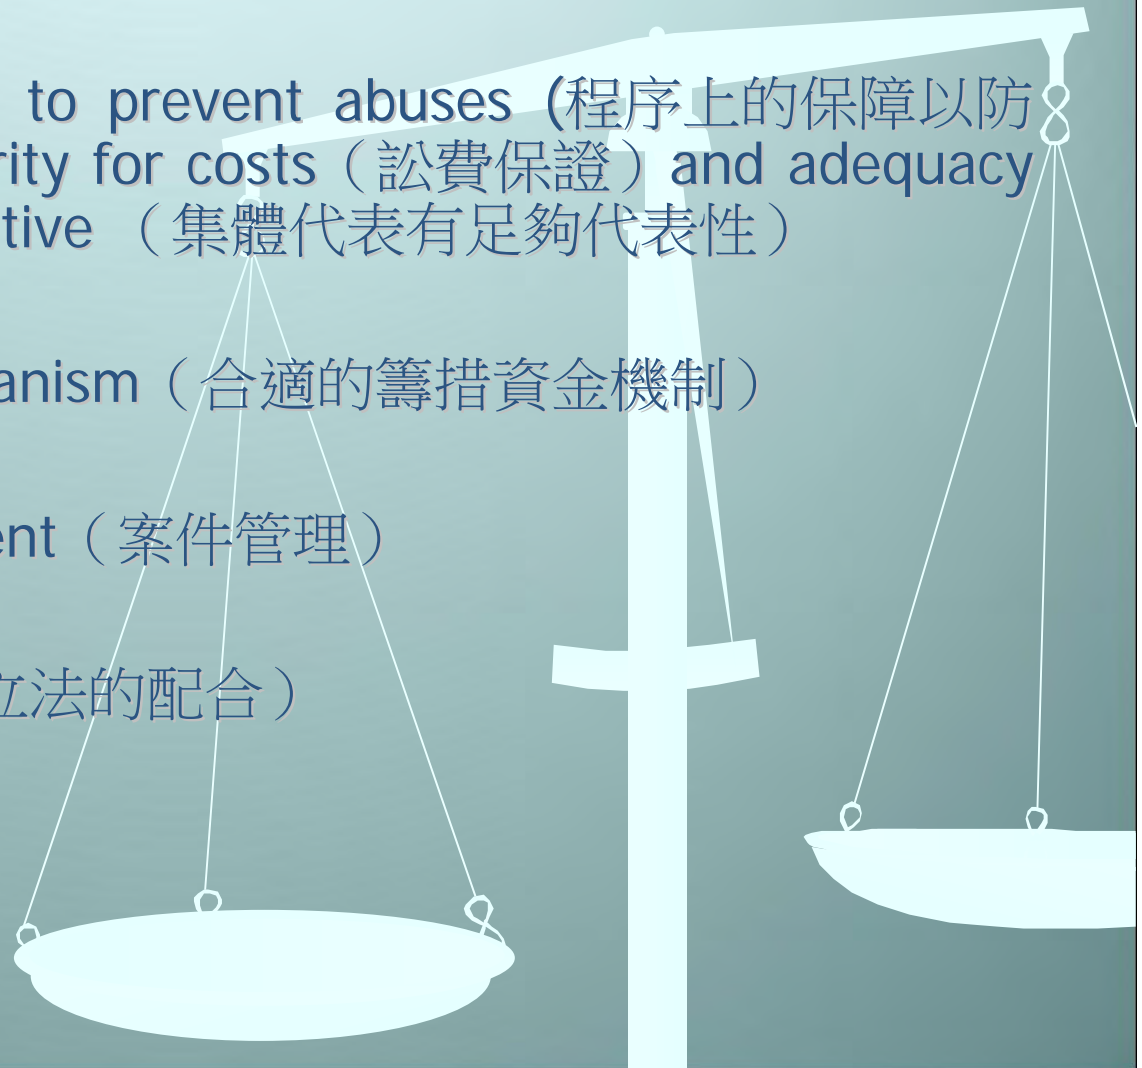 to prevent abuses (程序上的保障以防
rity for costs（訟費保證）and adequacy
tive （集體代表有足夠代表性）
anism（合適的籌措資金機制）
ent（案件管理）
立法的配合）